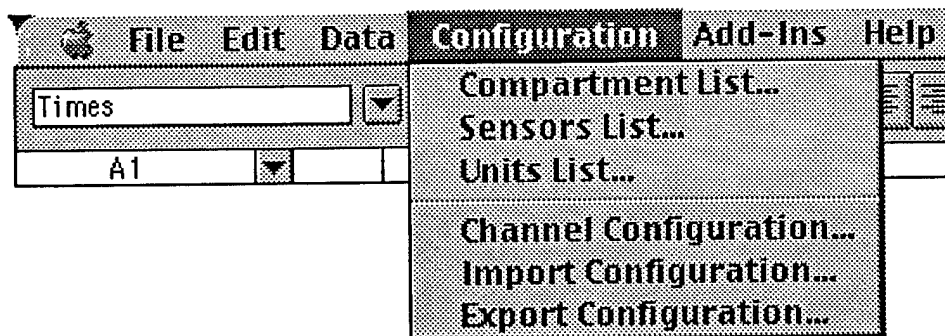 File Edit Data Configuration Add-Ins Help
Times
A1
Compartment List...
Sensors List...
Units List...
Channel Configuration...
Import Configuration...
Export Configuration...